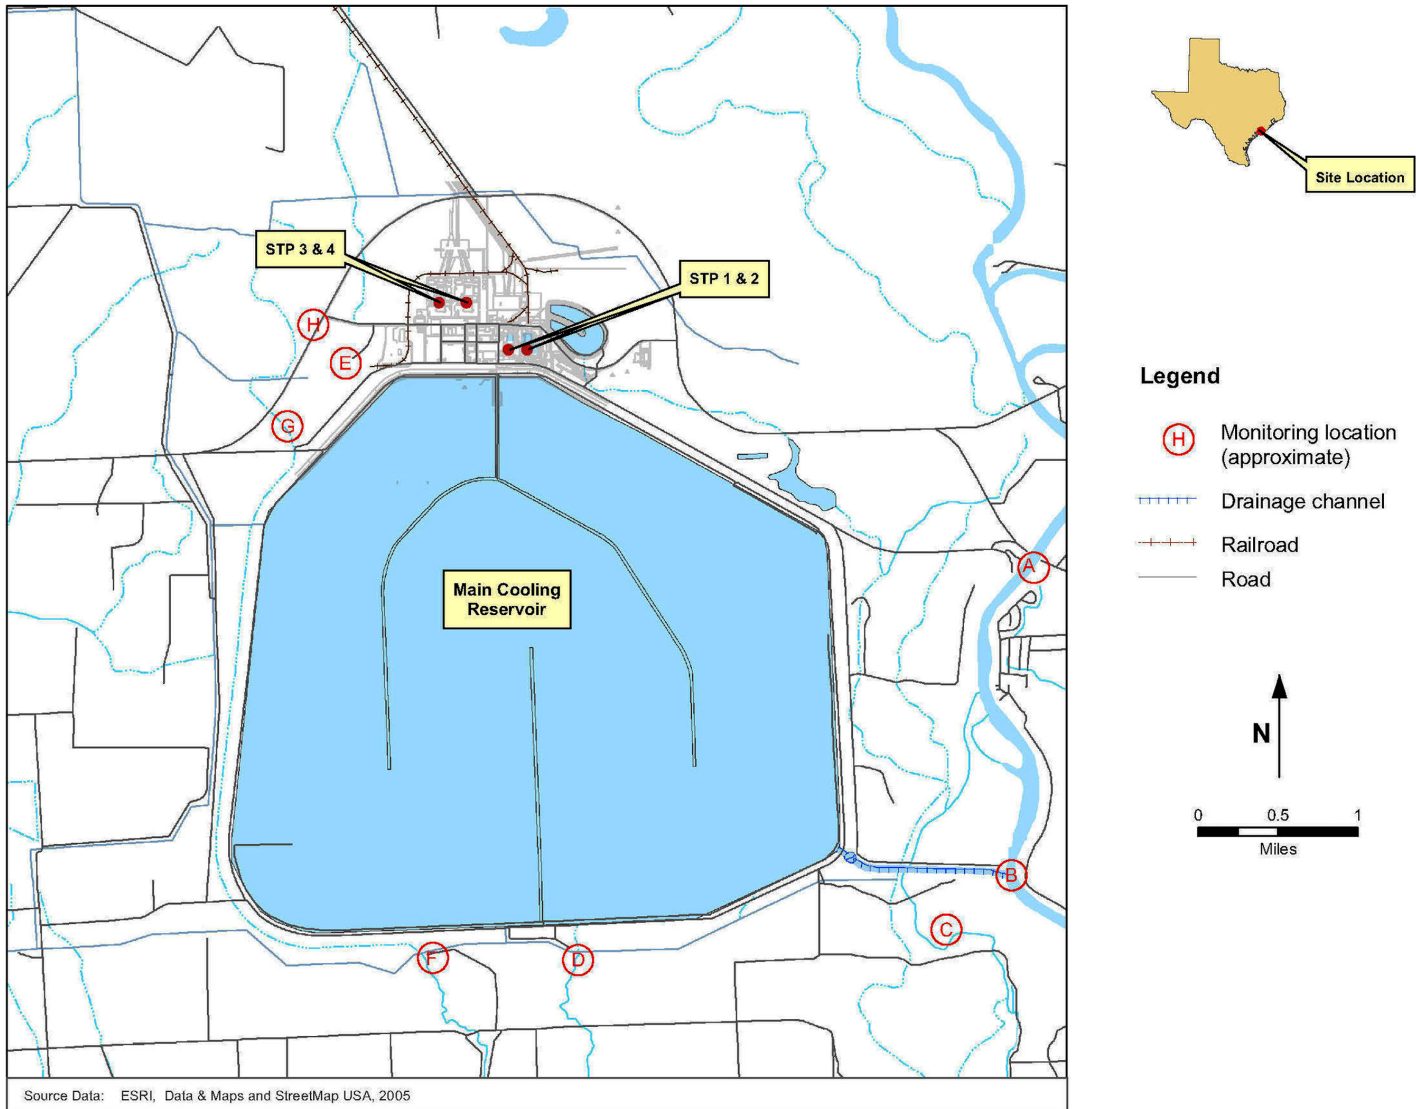 Site Location
STP 3 & 4
STP 1 & 2
H
E
G
Legend
H Monitoring location
(approximate)
Drainage channel
Railroad
Road
A
Main Cooling
Reservoir
N
0 0.5 1
Miles
B
C
F
D
Source Data: ESRI, Data & Maps and StreetMap USA, 2005